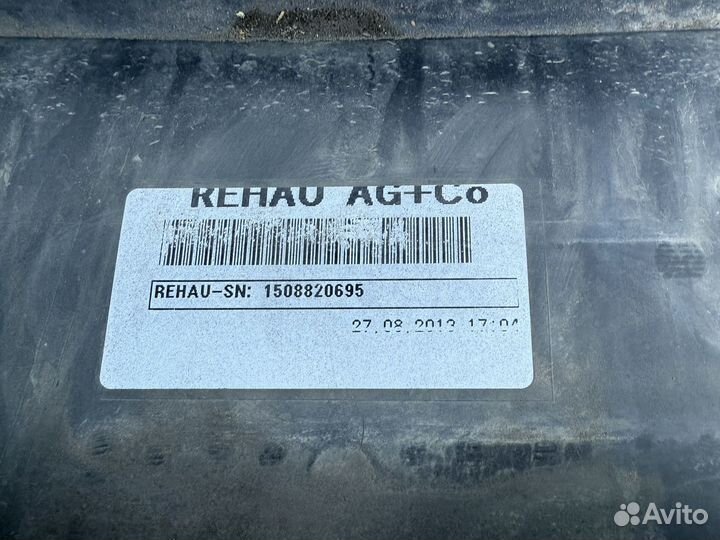 REHAU AG+Co
REHAU-SN: 1508820695
27.08.2013 17:04
Avito